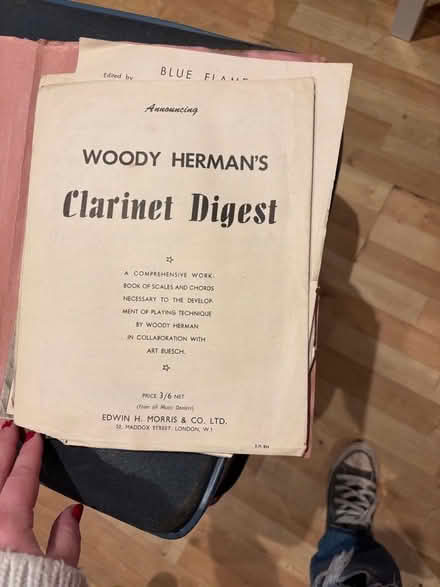 BLUE FLAME
Edited by
Announcing
WOODY HERMAN'S
Clarinet Digest
A COMPREHENSIVE WORK-
BOOK OF SCALES AND CHORDS
NECESSARY TO THE DEVELOP-
MENT OF PLAYING TECHNIQUE
BY WOODY HERMAN
IN COLLABORATION WITH
ART BUESCH.
PRICE 3/6 NET
(From all Music Dealers)
EDWIN H. MORRIS & CO. LTD.
52, MADDOX STREET, LONDON, W.1